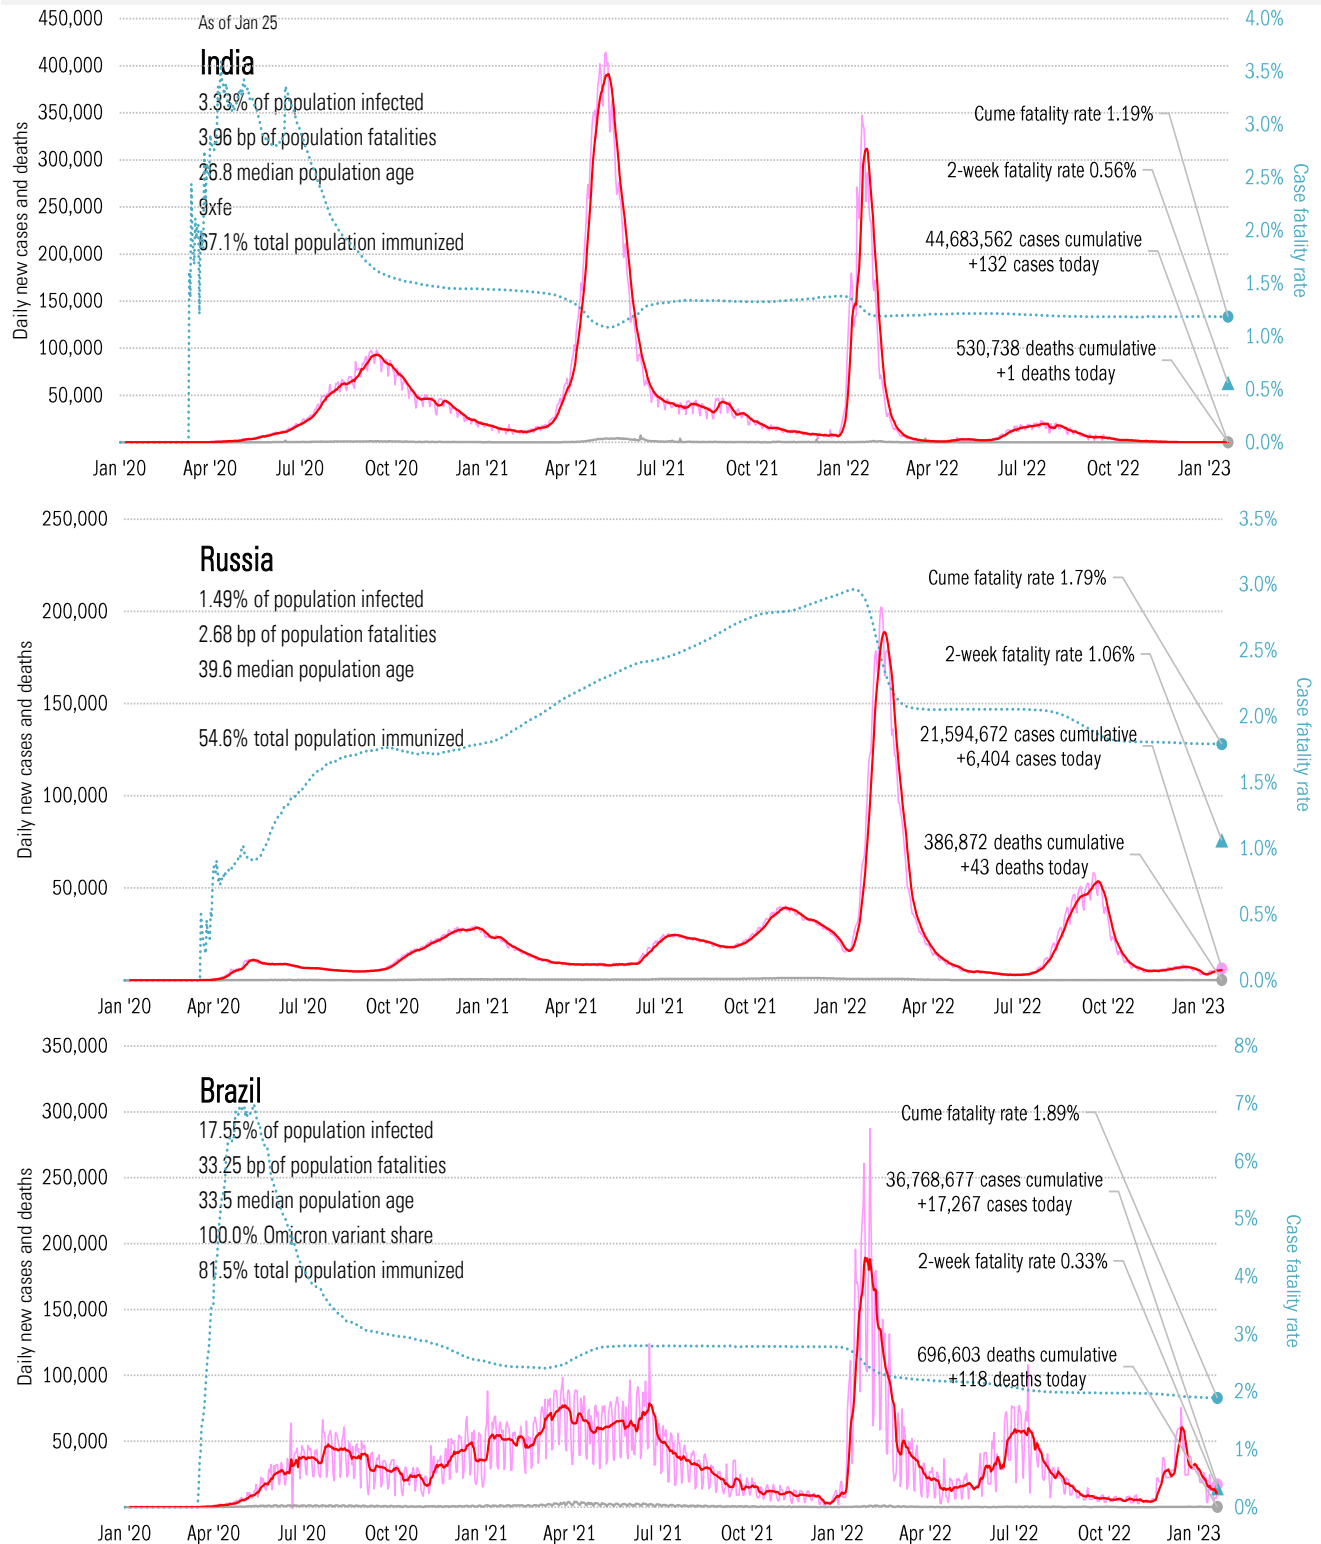 As of Jan 25
India
3.33% of population infected
3.96 bp of population fatalities
26.8 median population age
9xfe
67.1% total population immunized
Daily new cases and deaths
450,000
400,000
350,000
300,000
250,000
200,000
150,000
100,000
50,000
Cume fatality rate 1.19%
2-week fatality rate 0.56%
44,683,562 cases cumulative
+132 cases today
530,738 deaths cumulative
+1 deaths today
4.0%
3.5%
3.0%
2.5%
2.0%
1.5%
1.0%
0.5%
0.0%
Case fatality rate
Jan '20 Apr '20 Jul '20 Oct '20 Jan '21 Apr '21 Jul '21 Oct '21 Jan '22 Apr '22 Jul '22 Oct '22 Jan '23
Russia
1.49% of population infected
2.68 bp of population fatalities
39.6 median population age
54.6% total population immunized
Daily new cases and deaths
250,000
200,000
150,000
100,000
50,000
Cume fatality rate 1.79%
2-week fatality rate 1.06%
21,594,672 cases cumulative
+6,404 cases today
386,872 deaths cumulative
+43 deaths today
3.5%
3.0%
2.5%
2.0%
1.5%
1.0%
0.5%
0.0%
Case fatality rate
Jan '20 Apr '20 Jul '20 Oct '20 Jan '21 Apr '21 Jul '21 Oct '21 Jan '22 Apr '22 Jul '22 Oct '22 Jan '23
Brazil
17.55% of population infected
33.25 bp of population fatalities
33.5 median population age
100.0% Omicron variant share
81.5% total population immunized
Daily new cases and deaths
350,000
300,000
250,000
200,000
150,000
100,000
50,000
Cume fatality rate 1.89%
36,768,677 cases cumulative
+17,267 cases today
2-week fatality rate 0.33%
696,603 deaths cumulative
+118 deaths today
8%
7%
6%
5%
4%
3%
2%
1%
0%
Case fatality rate
Jan '20 Apr '20 Jul '20 Oct '20 Jan '21 Apr '21 Jul '21 Oct '21 Jan '22 Apr '22 Jul '22 Oct '22 Jan '23